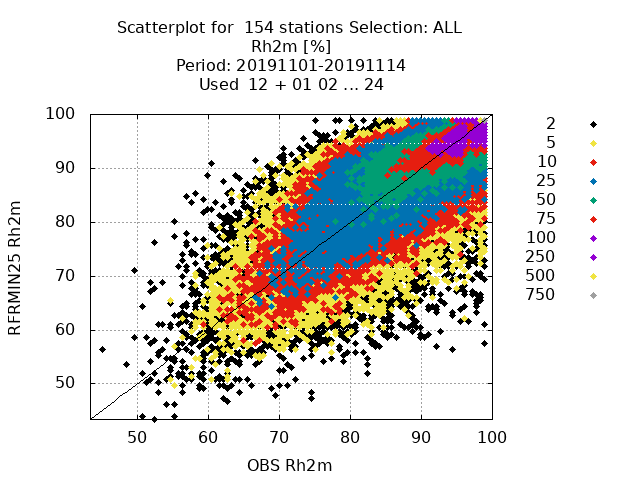 Scatterplot for  154 stations Selection: ALL
Rh2m [%]
Period: 20191101-20191114
Used  12 + 01 02 ... 24
RFRMIN25 Rh2m
100
90
80
70
60
50
50 60 70 80 90 100
OBS Rh2m
2
5
10
25
50
75
100
250
500
750